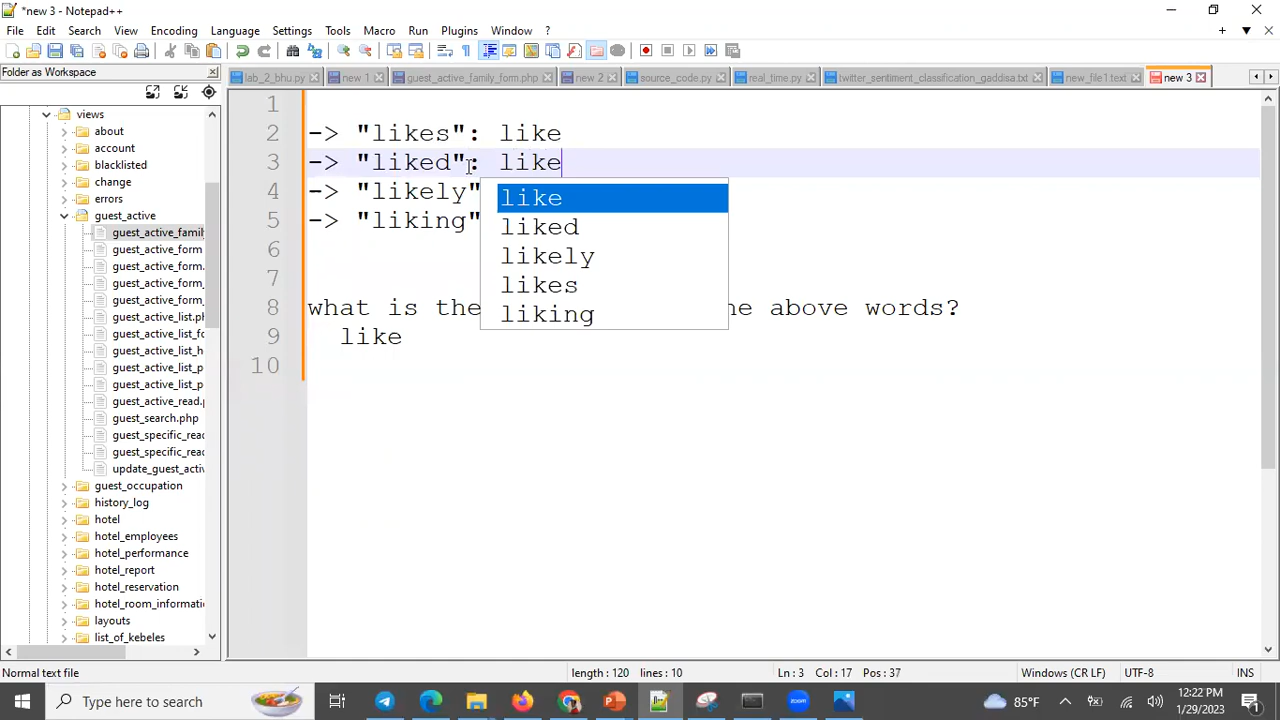 *new 3 - Notepad++
File Edit Search View Encoding Language Settings Tools Macro Run Plugins Window ?
Folder as Workspace
lab_2_bhu.py new 1 guest_active_family_form.php new 2 source_code.py real_time.py twitter_sentiment_classification_gadaisa.txt new_file1.text new 3
views
about
account
blacklisted
change
errors
guest_active
guest_active_famil
guest_active_form
guest_active_form.
guest_active_form_
guest_active_form_
guest_active_list.ph
guest_active_list_fo
guest_active_list_h
guest_active_list_p
guest_active_list_p
guest_active_read.p
guest_search.php
guest_specific_rea
guest_specific_rea
update_guest_acti
guest_occupation
history_log
hotel
hotel_employees
hotel_performance
hotel_report
hotel_reservation
hotel_room_informati
layouts
list_of_kebeles
1
2 -> "likes": like
3 -> "liked": like
4 -> "likely"
5 -> "liking"
6
7
8 what is the he above words?
9 like
10
like
liked
likely
likes
liking
Normal text file length : 120 lines : 10 Ln : 3 Col : 17 Pos : 37 Windows (CR LF) UTF-8 INS
Type here to search 85°F 12:22 PM
1/29/2023